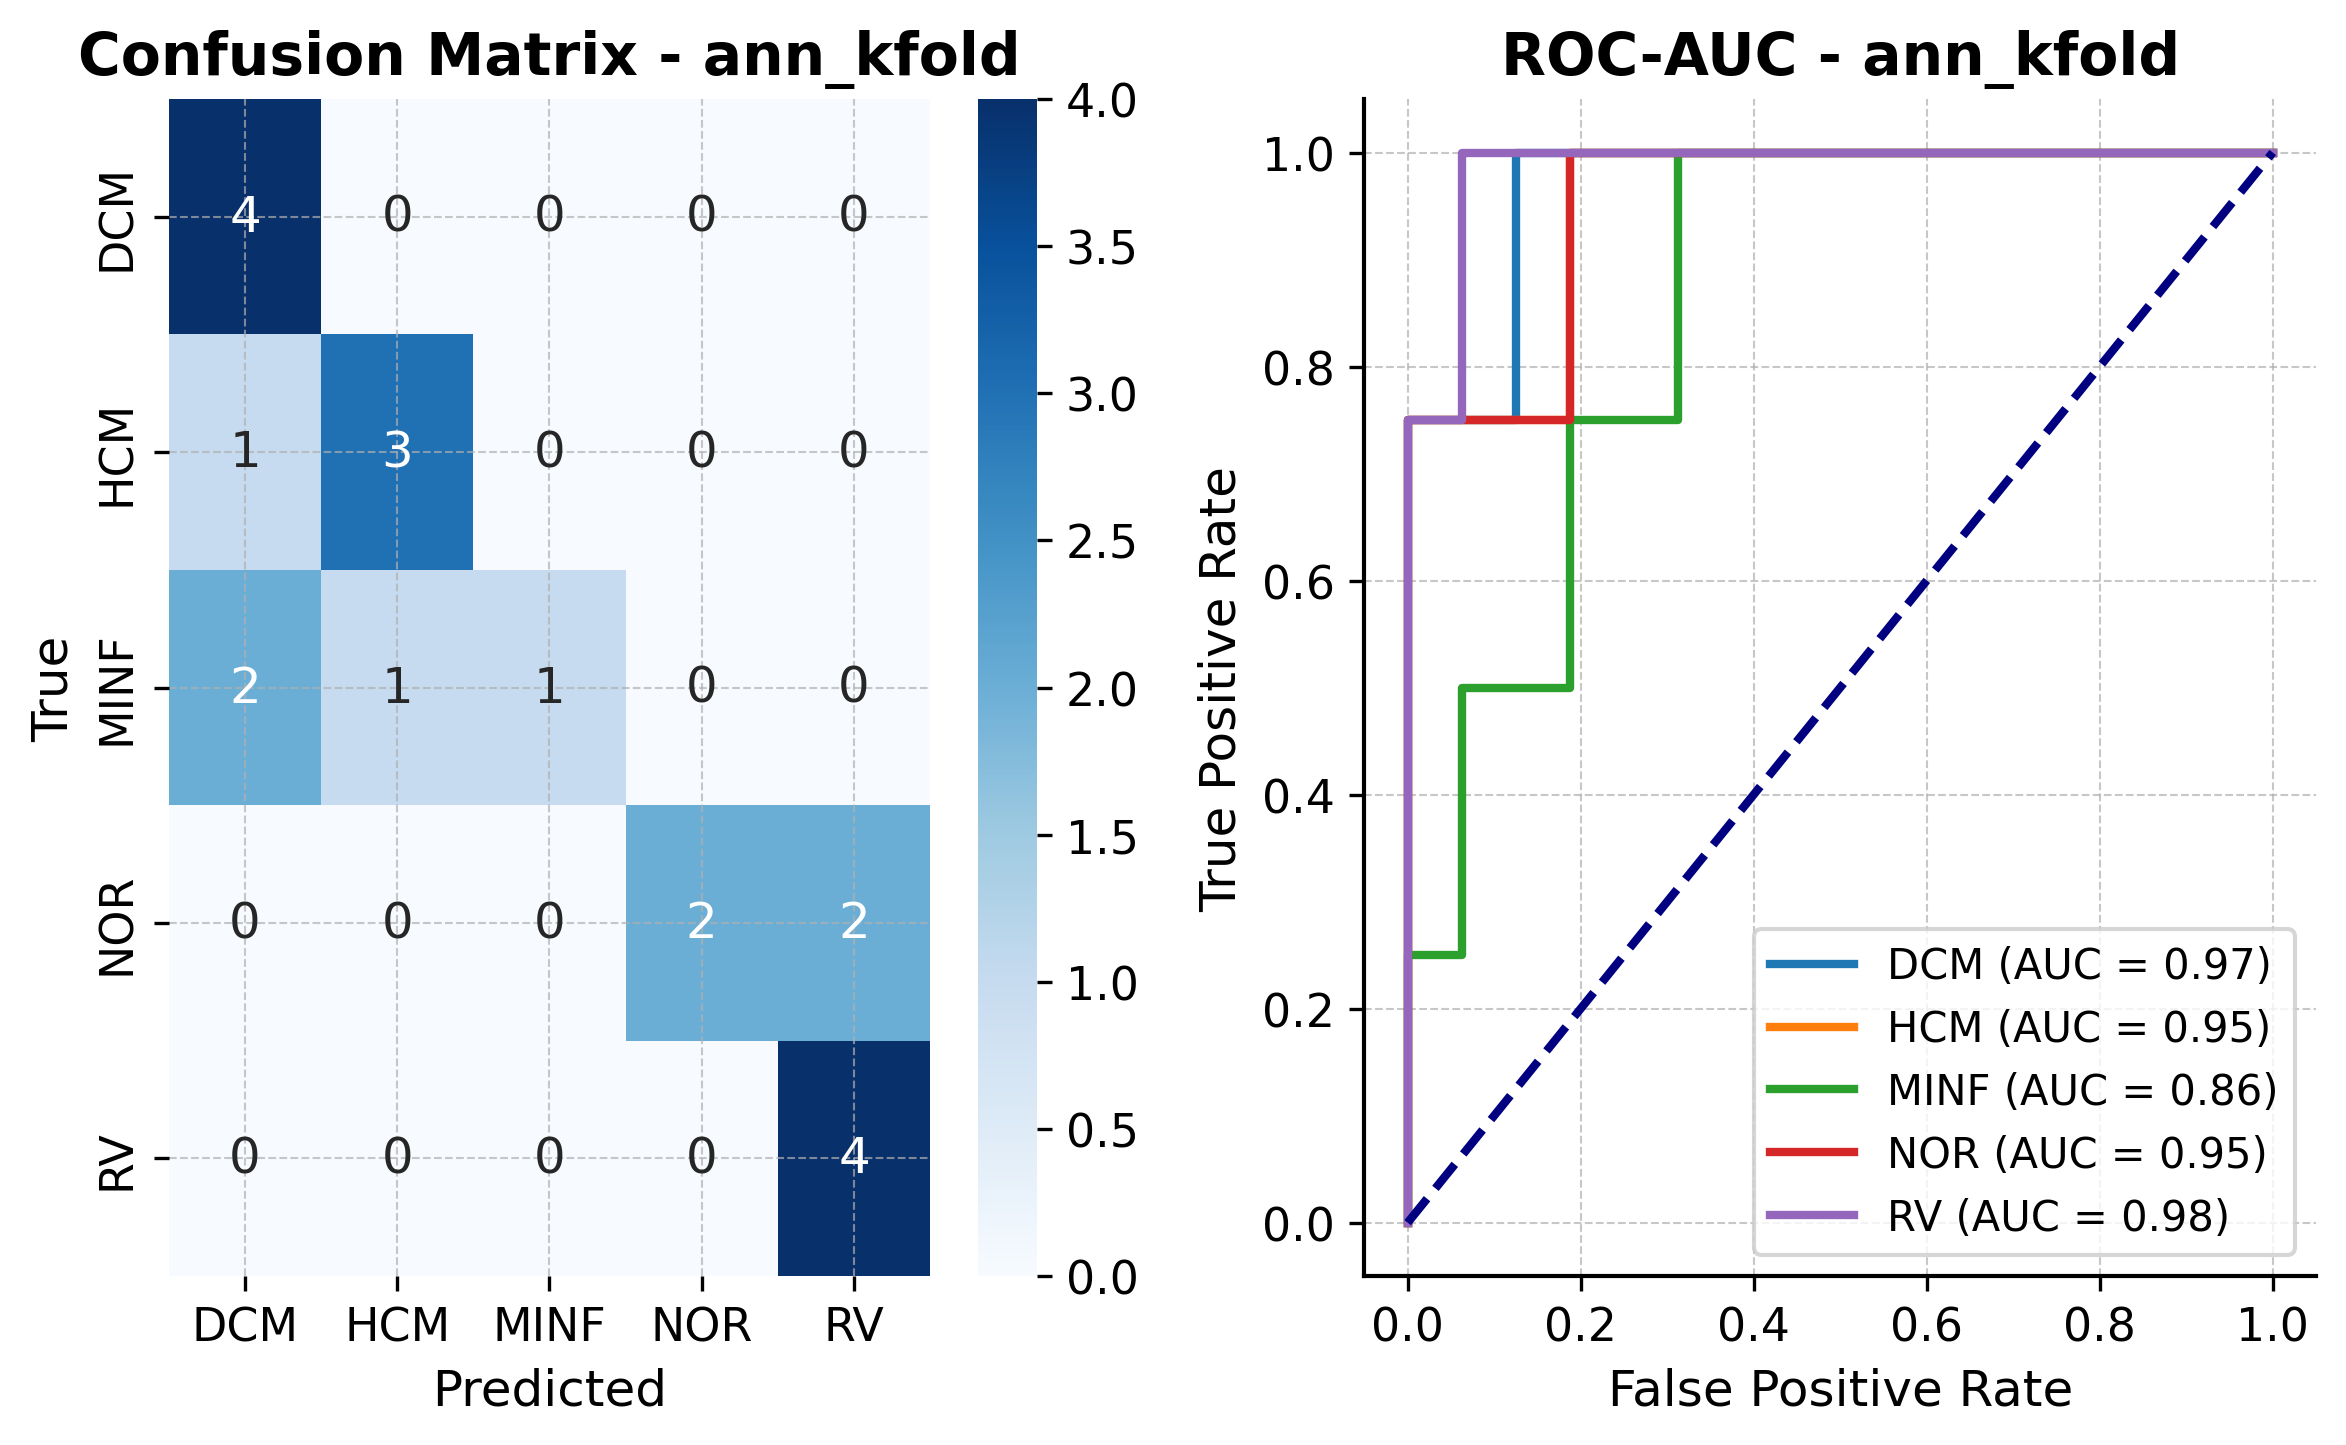 Confusion Matrix - ann_kfold
True
DCM
4 0 0 0 0
HCM
1 3 0 0 0
MINF
2 1 1 0 0
NOR
0 0 0 2 2
RV
0 0 0 0 4
DCM HCM MINF NOR RV
Predicted
4.0
3.5
3.0
2.5
2.0
1.5
1.0
0.5
0.0
ROC-AUC - ann_kfold
True Positive Rate
1.0
0.8
0.6
0.4
0.2
0.0
DCM (AUC = 0.97)
HCM (AUC = 0.95)
MINF (AUC = 0.86)
NOR (AUC = 0.95)
RV (AUC = 0.98)
0.0 0.2 0.4 0.6 0.8 1.0
False Positive Rate